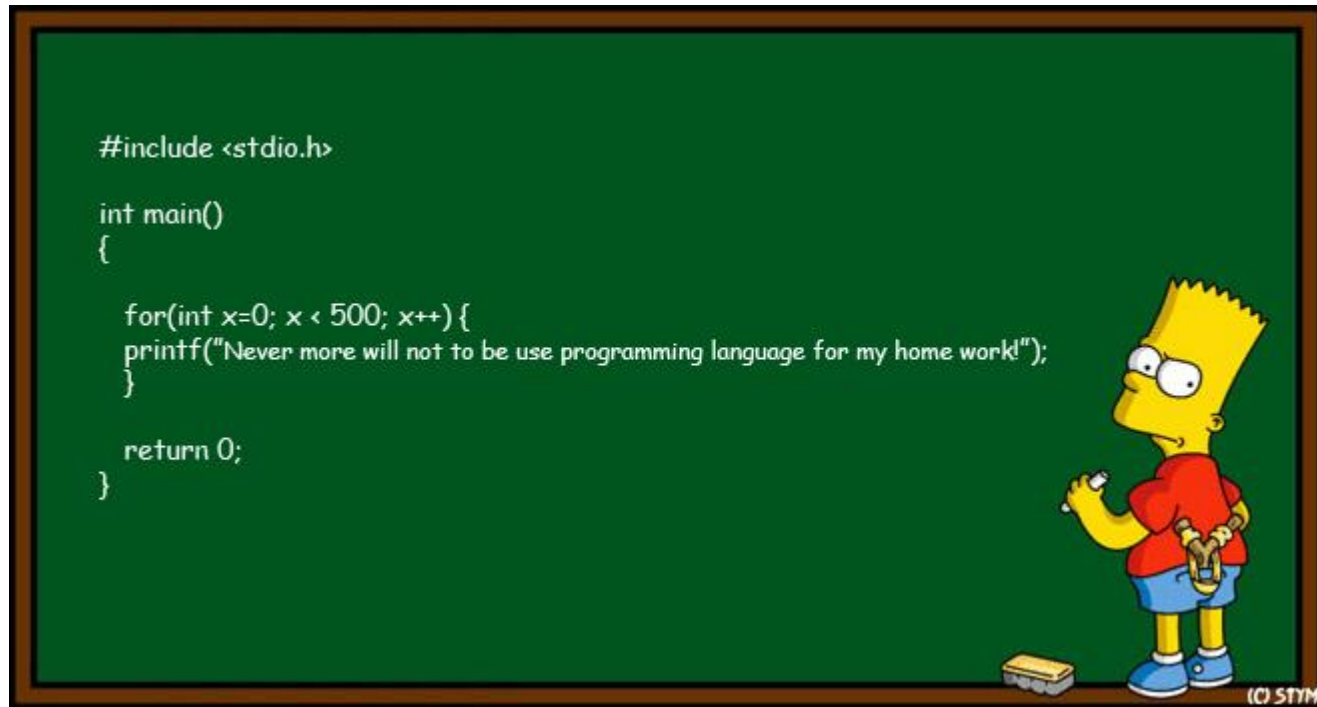 #include <stdio.h>
int main()
{
for(int x=0; x < 500; x++) {
printf("Never more will not to be use programming language for my home work!");
}
return 0;
}
(C) STYM